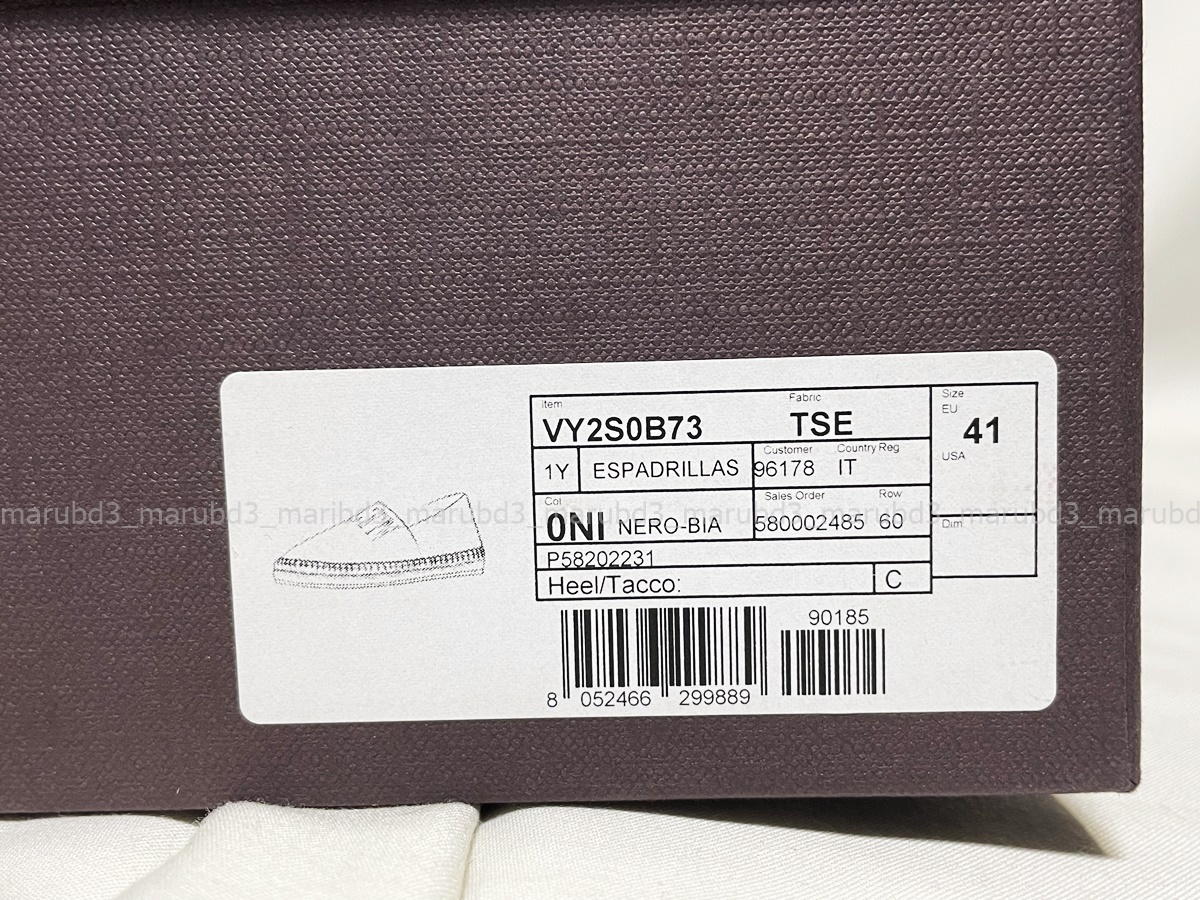 Item Fabric Size
EU
VY2S0B73 TSE 41
Customer Country Reg USA
1Y ESPADRILLAS 96178 IT
Col Sales Order Row
0NI NERO-BIA 580002485 60 Dim
marubd3_marubd3_maribd3_marubd3_marubd3_marubd3_marubd3_marubd3_marubd
P58202231
Heel/Tacco: C
90185
8 052466 299889